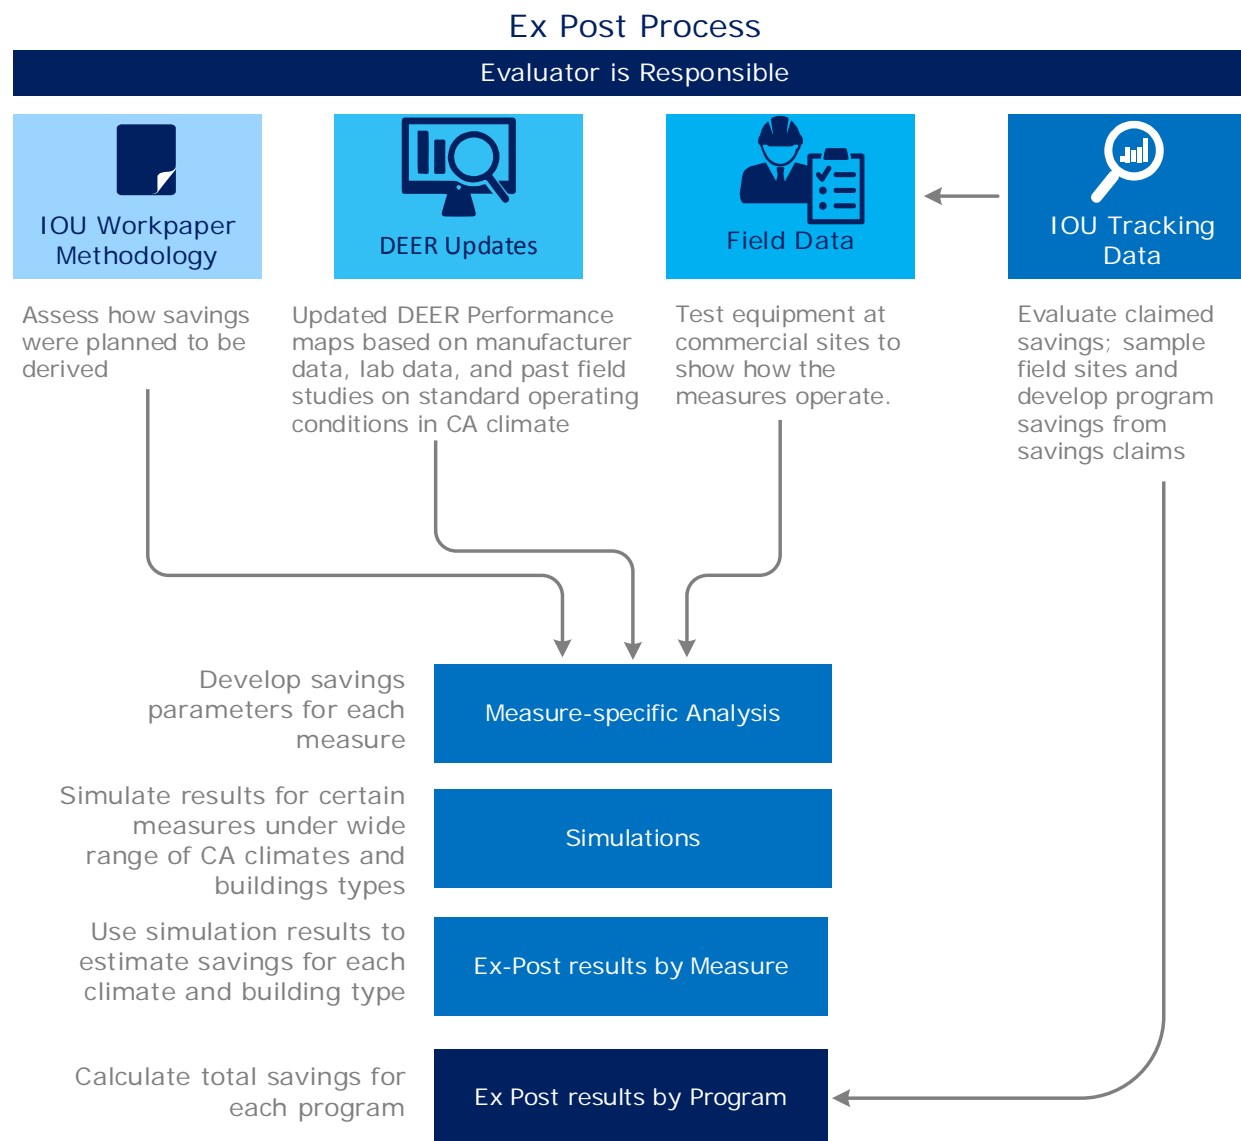 Ex Post Process
Evaluator is Responsible
IOU Workpaper
Methodology
DEER Updates
Field Data
IOU Tracking
Data
Assess how savings
were planned to be
derived
Updated DEER Performance
maps based on manufacturer
data, lab data, and past field
studies on standard operating
conditions in CA climate
Test equipment at
commercial sites to
show how the
measures operate.
Evaluate claimed
savings; sample
field sites and
develop program
savings from
savings claims
Develop savings
parameters for each
measure
Measure-specific Analysis
Simulate results for certain
measures under wide
range of CA climates and
buildings types
Simulations
Use simulation results to
estimate savings for each
climate and building type
Ex-Post results by Measure
Calculate total savings for
each program
Ex Post results by Program